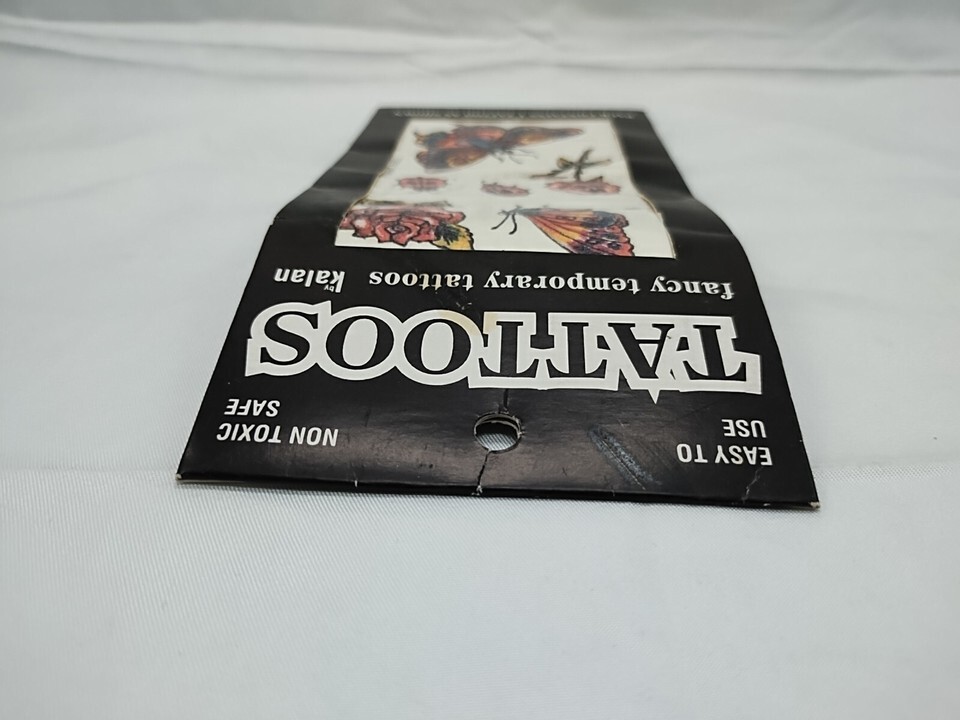 EASY TO
USE
NON TOXIC
SAFE
TATTOOS
fancy temporary tattoos by kalan